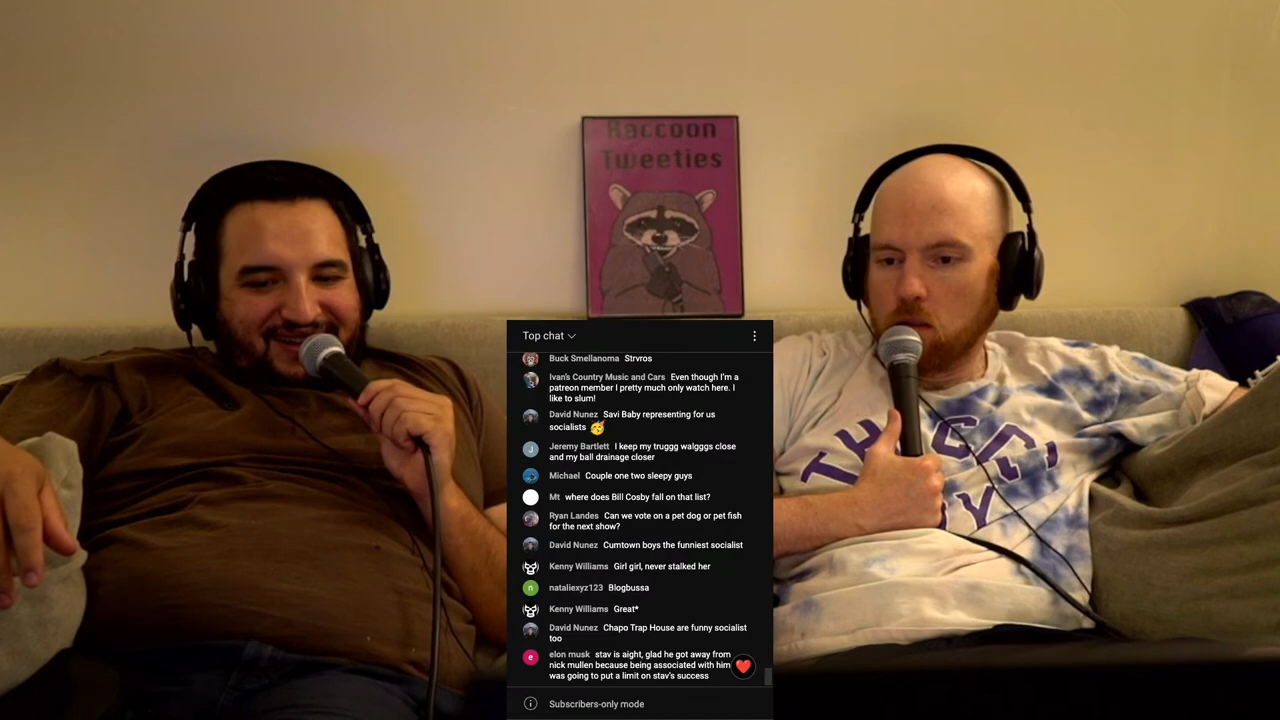 Raccoon
Tweeties
Top chat
Buck Smellanoma Strvros
Ivan's Country Music and Cars Even though I'm a
patreon member I pretty much only watch here. I
like to slum!
David Nunez Savi Baby representing for us
socialists 🥳
J
Jeremy Bartlett I keep my truggg walgggs close
and my ball drainage closer
Michael Couple one two sleepy guys
Mt where does Bill Cosby fall on that list?
Ryan Landes Can we vote on a pet dog or pet fish
for the next show?
David Nunez Cumtown boys the funniest socialist
Kenny Williams Girl girl, never stalked her
n
nataliexyz123 Blogbussa
Kenny Williams Great*
David Nunez Chapo Trap House are funny socialist
too
e
elon musk stav is aight, glad he got away from
nick mullen because being associated with him
was going to put a limit on stav's success
Subscribers-only mode